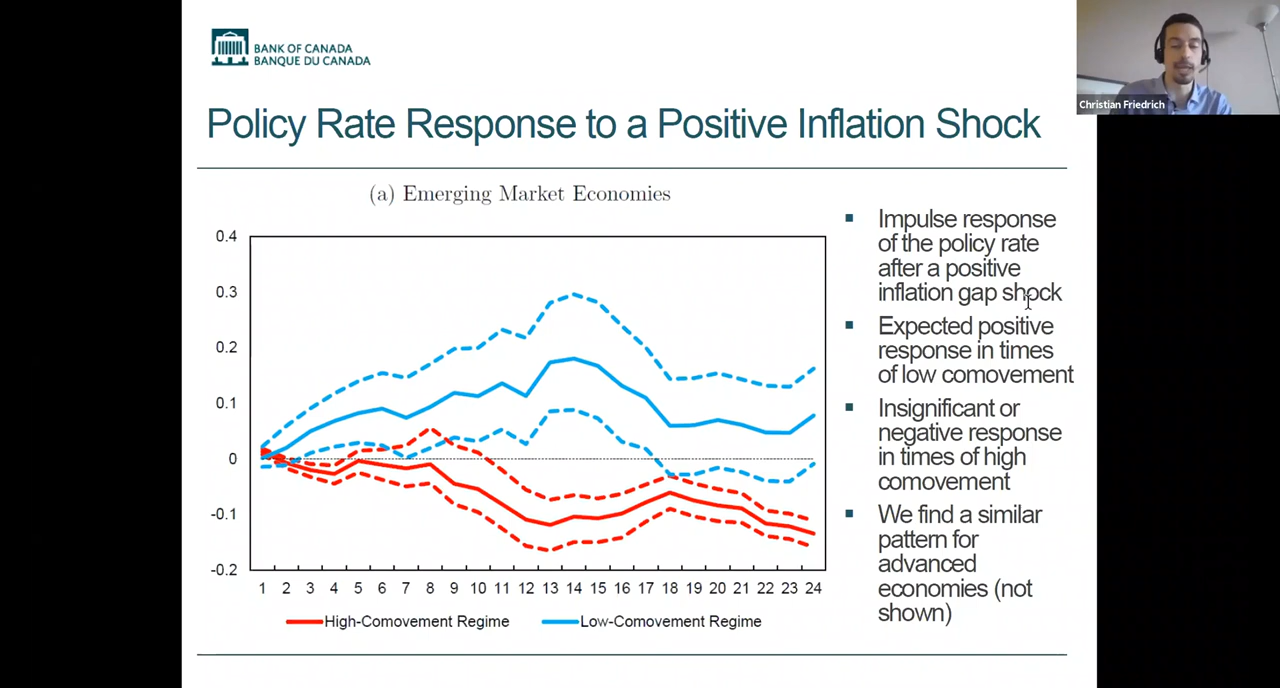 BANK OF CANADA
BANQUE DU CANADA
Christian Friedrich
Policy Rate Response to a Positive Inflation Shock
(a) Emerging Market Economies
0.4
0.3
0.2
0.1
0
-0.1
-0.2
1 2 3 4 5 6 7 8 9 10 11 12 13 14 15 16 17 18 19 20 21 22 23 24
High-Comovement Regime Low-Comovement Regime
▪ Impulse response
of the policy rate
after a positive
inflation gap shock
▪ Expected positive
response in times
of low comovement
▪ Insignificant or
negative response
in times of high
comovement
▪ We find a similar
pattern for
advanced
economies (not
shown)